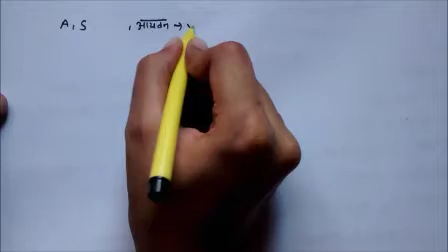 A, S , आयतन → v